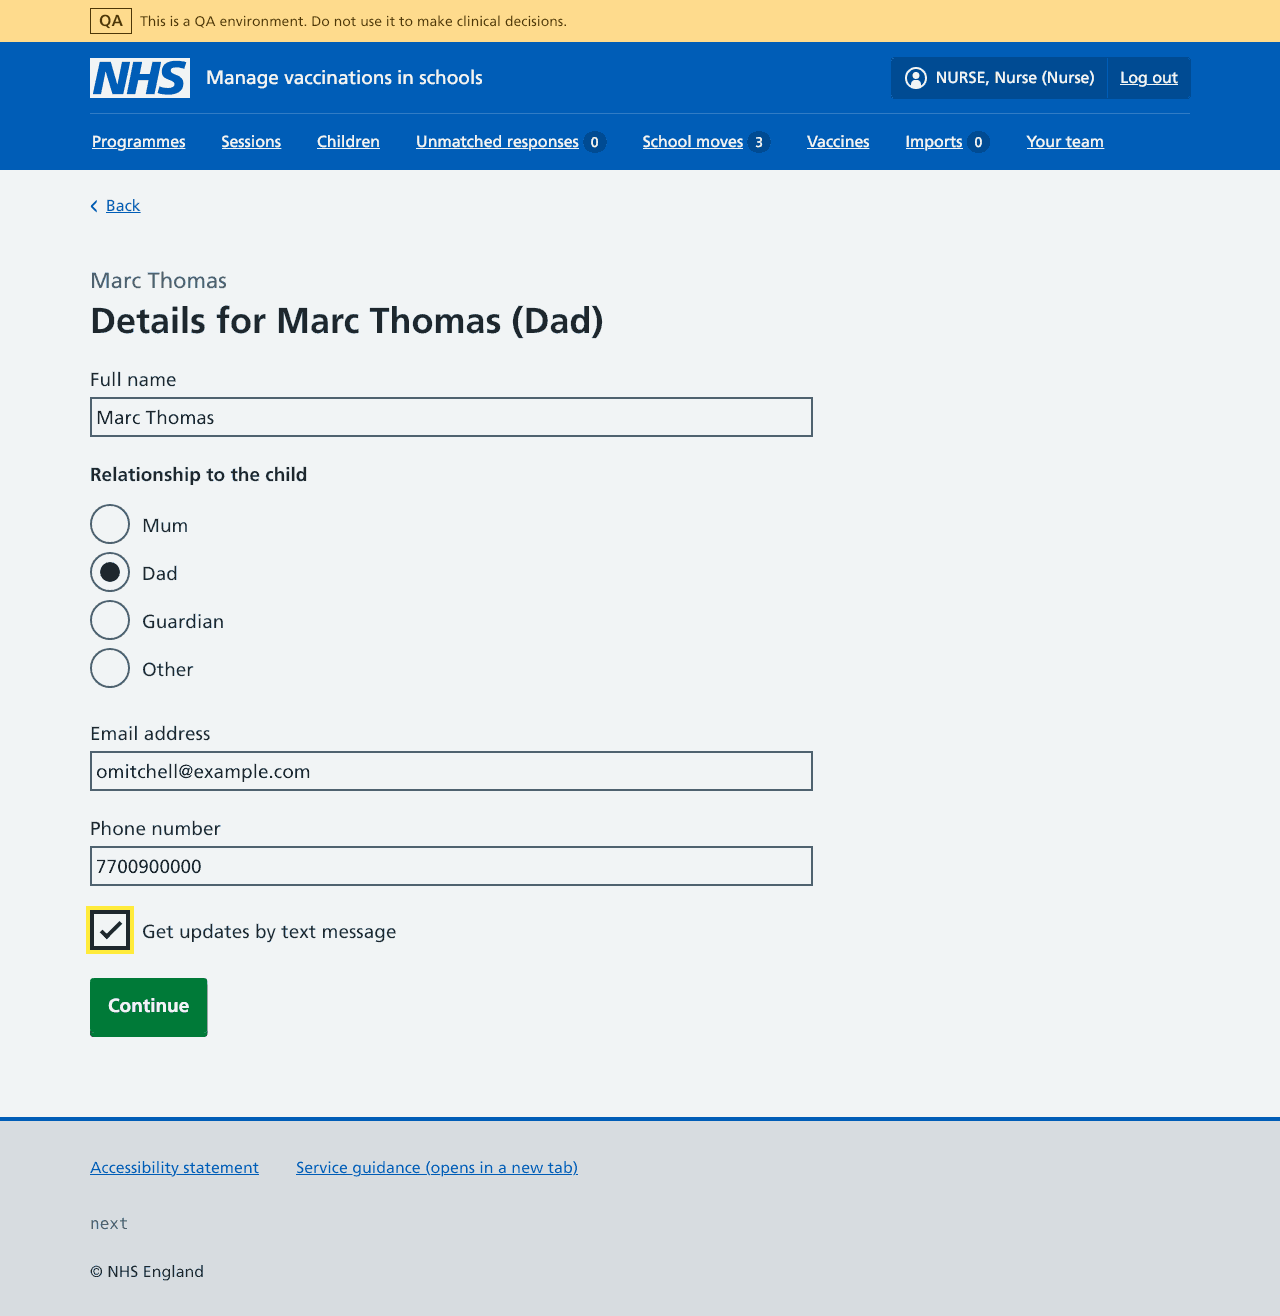 QA This is a QA environment. Do not use it to make clinical decisions.
NHS Manage vaccinations in schools NURSE, Nurse (Nurse) Log out
Programmes Sessions Children Unmatched responses 0 School moves 3 Vaccines Imports 0 Your team
Back
Marc Thomas
Details for Marc Thomas (Dad)
Full name
Marc Thomas
Relationship to the child
Mum
Dad
Guardian
Other
Email address
omitchell@example.com
Phone number
7700900000
Get updates by text message
Continue
Accessibility statement Service guidance (opens in a new tab)
next
© NHS England